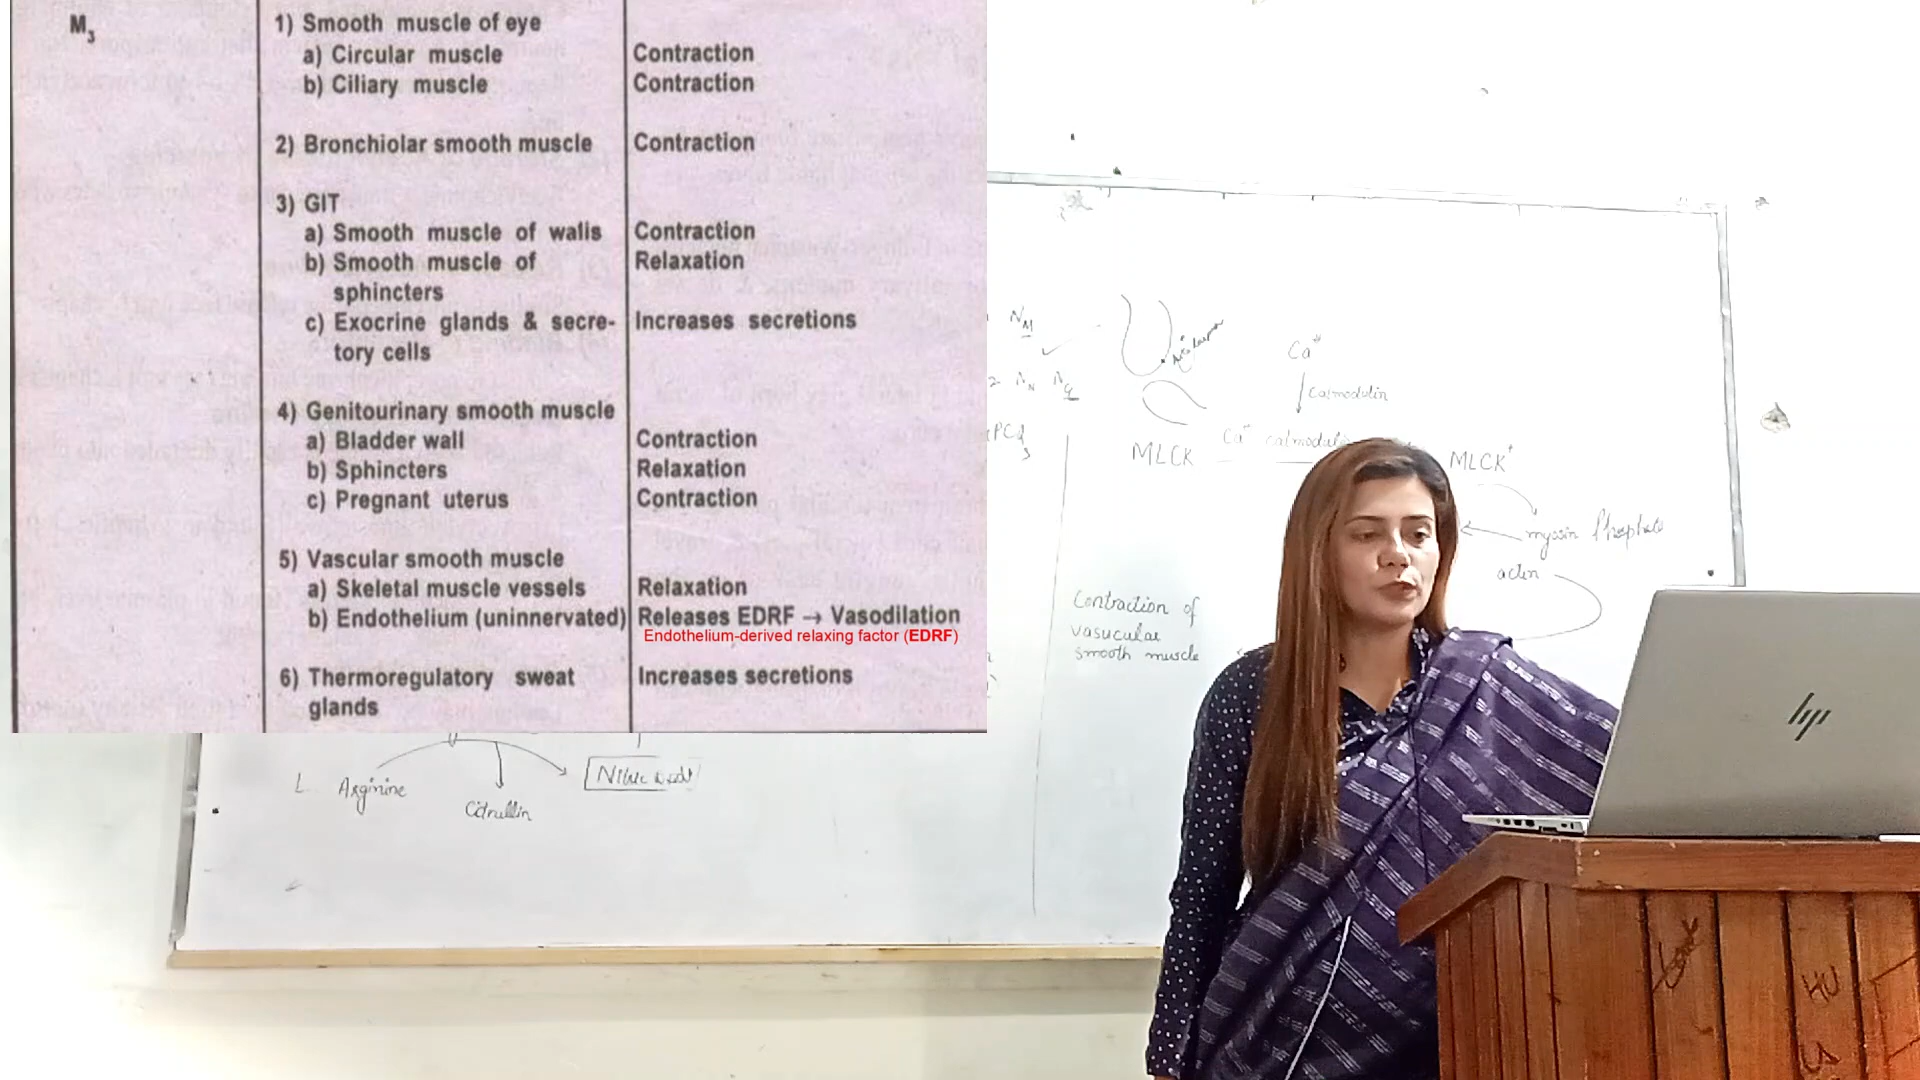 M3
1) Smooth muscle of eye
a) Circular muscle Contraction
b) Ciliary muscle Contraction
2) Bronchiolar smooth muscle Contraction
3) GIT
a) Smooth muscle of walls Contraction
b) Smooth muscle of Relaxation
sphincters
c) Exocrine glands & secre- Increases secretions
tory cells
4) Genitourinary smooth muscle
a) Bladder wall Contraction
b) Sphincters Relaxation
c) Pregnant uterus Contraction
5) Vascular smooth muscle
a) Skeletal muscle vessels Relaxation
b) Endothelium (uninnervated) Releases EDRF → Vasodilation
Endothelium-derived relaxing factor (EDRF)
6) Thermoregulatory sweat Increases secretions
glands
L Arginine
Citrullin
NM
Ca++
calmodulin
MLCK
MLCK+
myosin
actin
Contraction of
vasucular
smooth muscle
hp
HU